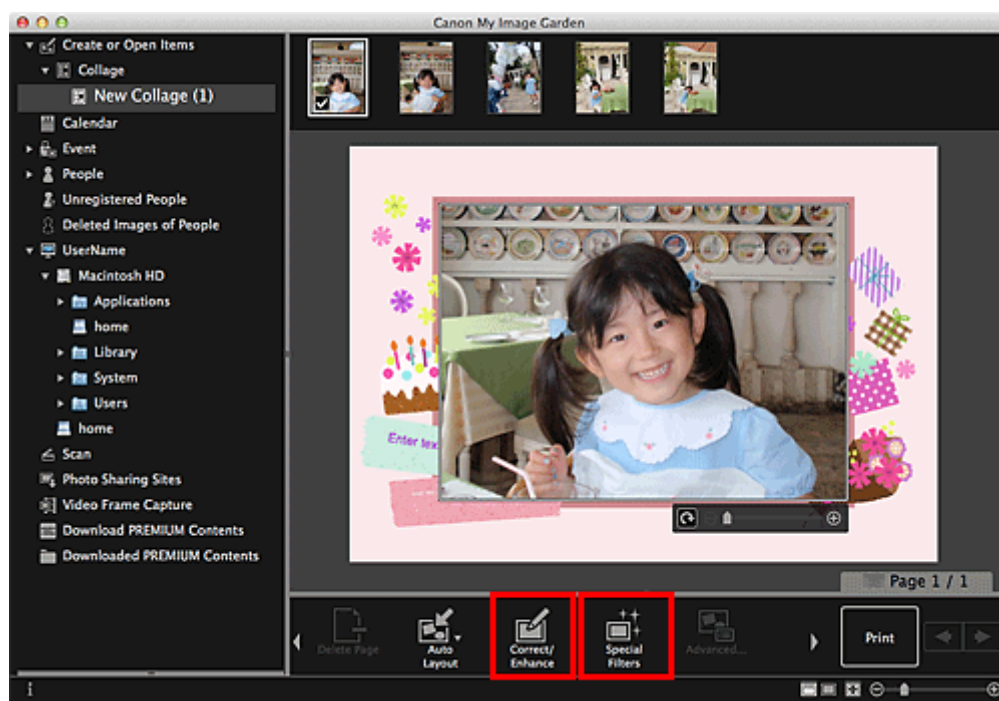 Canon My Image Garden
Create or Open Items
Collage
New Collage (1)
Calendar
Event
People
Unregistered People
Deleted Images of People
UserName
Macintosh HD
Applications
home
Library
System
Users
home
Scan
Photo Sharing Sites
Video Frame Capture
Download PREMIUM Contents
Downloaded PREMIUM Contents
Enter tex
Page 1 / 1
Delete Page
Auto
Layout
Correct/
Enhance
Special
Filters
Advanced...
Print